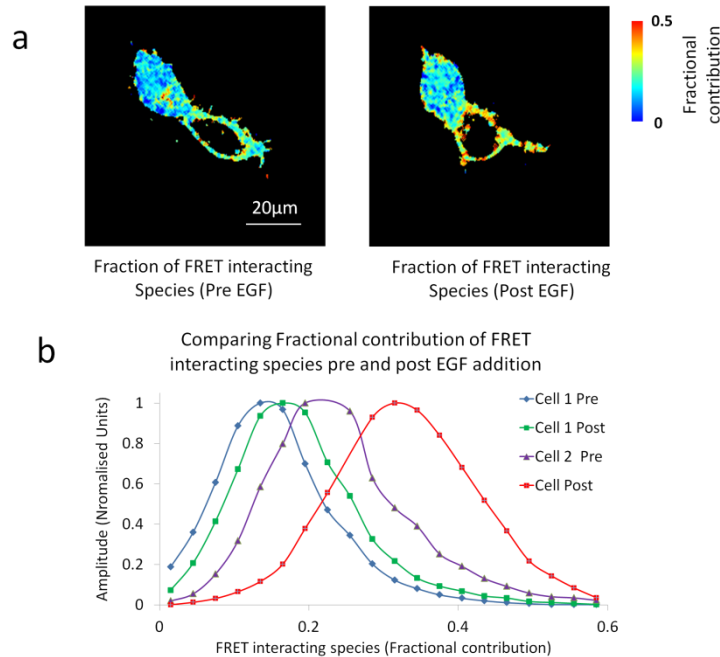 a
0.5
0
Fractional
contribution
20µm
Fraction of FRET interacting
Species (Pre EGF)
Fraction of FRET interacting
Species (Post EGF)
b
Comparing Fractional contribution of FRET
interacting species pre and post EGF addition
Amplitude (Nromalised Units)
1
0.8
0.6
0.4
0.2
0
0
0.2
0.4
0.6
FRET interacting species (Fractional contribution)
Cell 1 Pre
Cell 1 Post
Cell 2 Pre
Cell Post